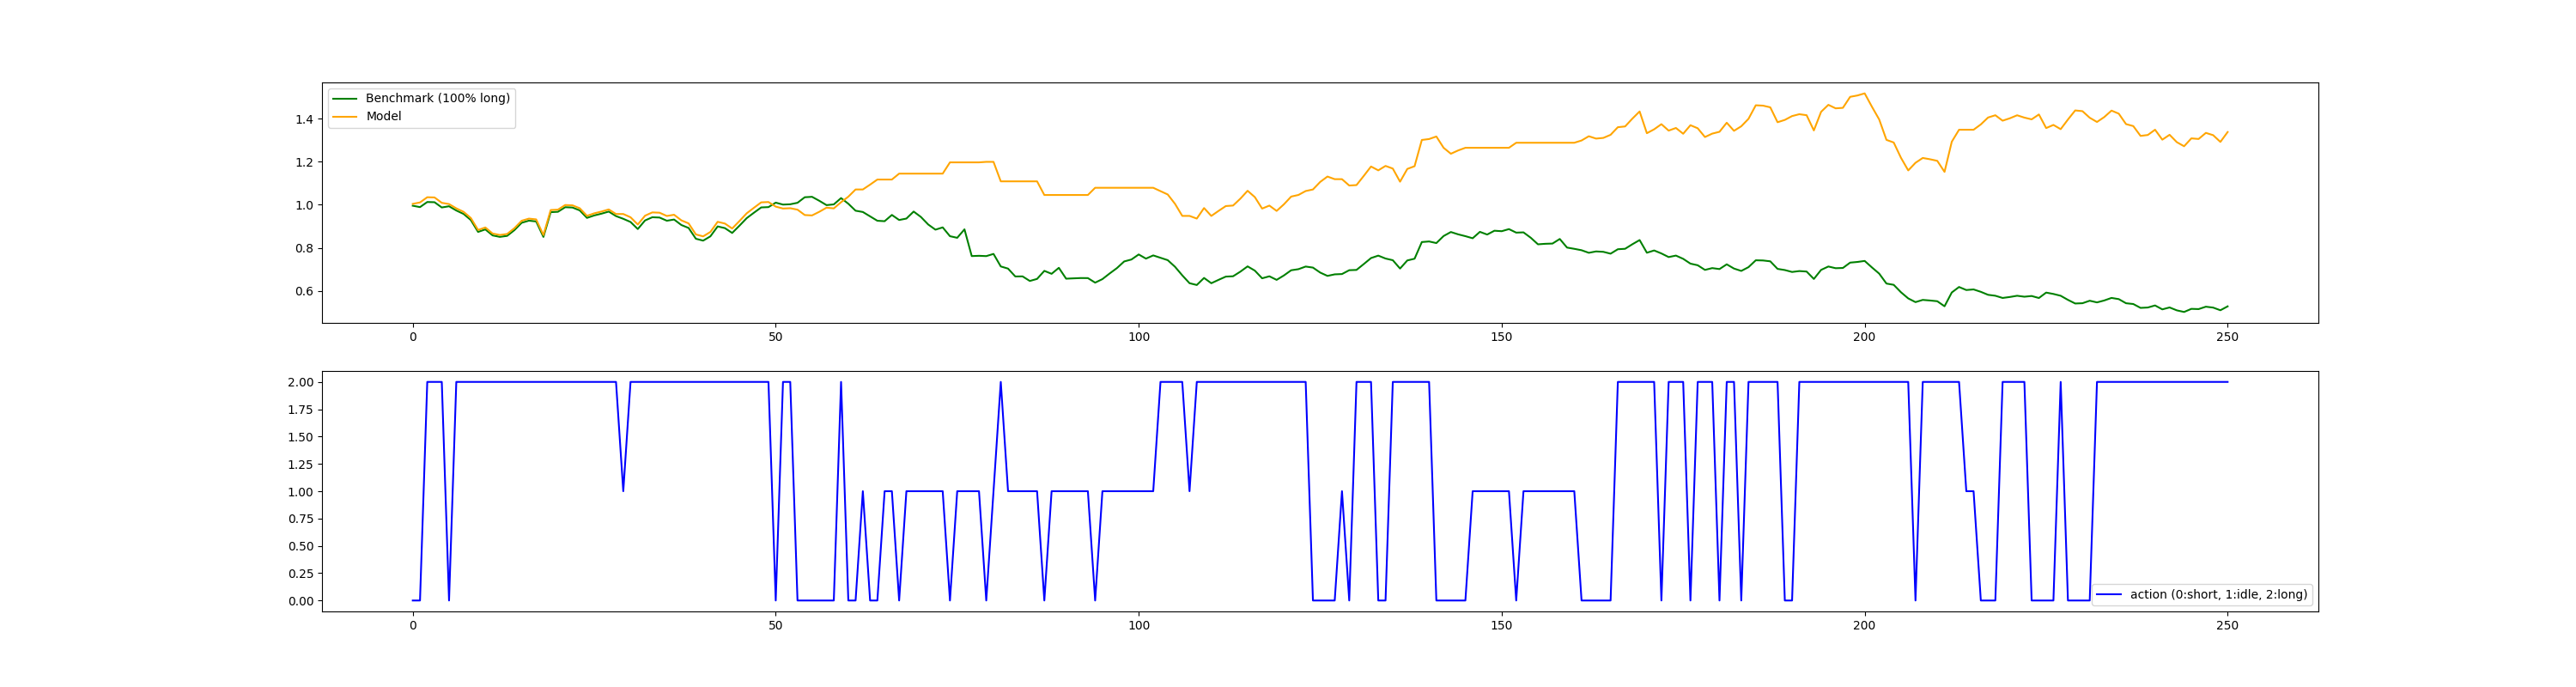 Benchmark (100% long)
Model
1.4
1.2
1.0
0.8
0.6
0 50 100 150 200 250
2.00
1.75
1.50
1.25
1.00
0.75
0.50
0.25
0.00
action (0:short, 1:idle, 2:long)
0 50 100 150 200 250